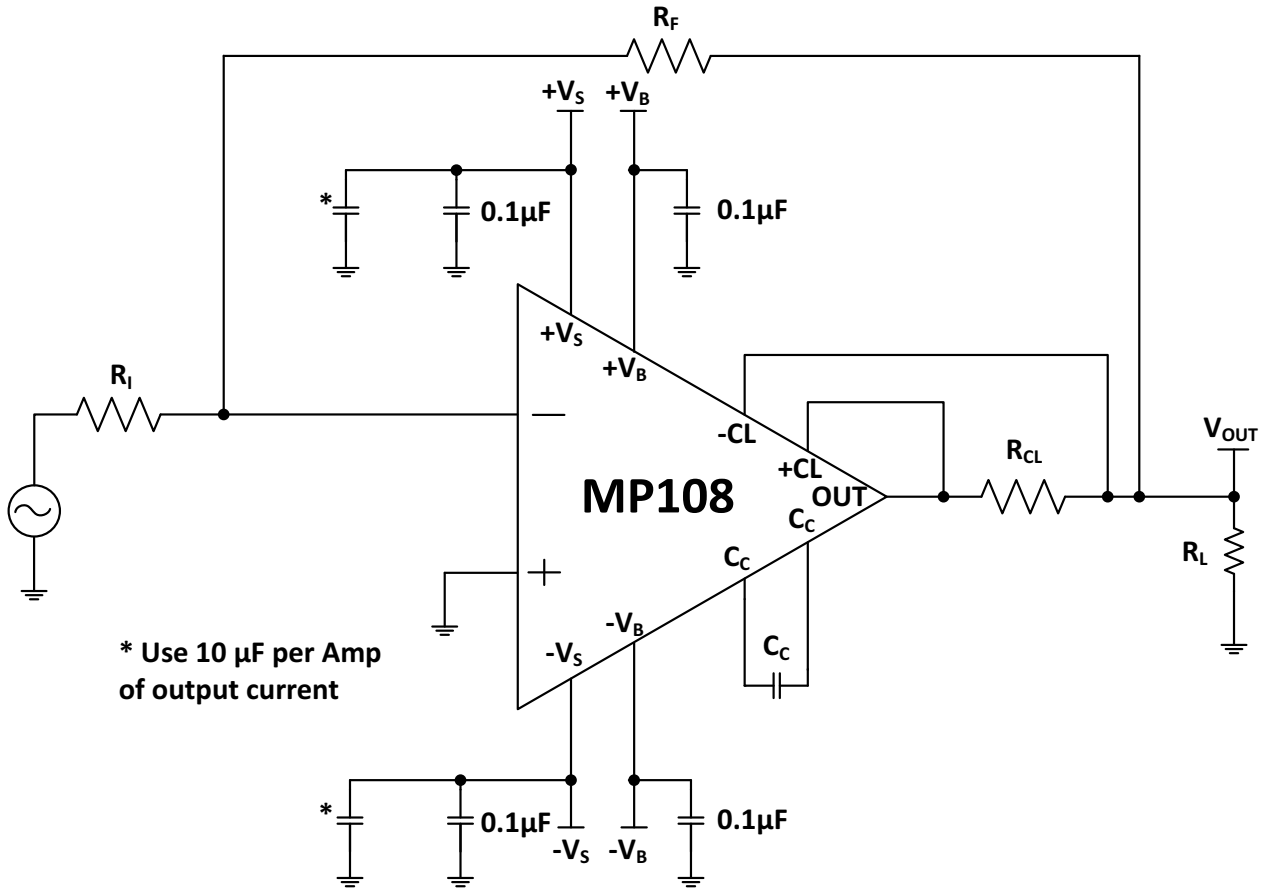 R_F
+V_S +V_B
* 0.1µF 0.1µF
+V_S
+V_B
R_I
-CL
+CL
R_CL
V_OUT
MP108
OUT
C_C
C_C
R_L
-V_B
-V_S
C_C
* Use 10 µF per Amp
of output current
* 0.1µF 0.1µF
-V_S -V_B